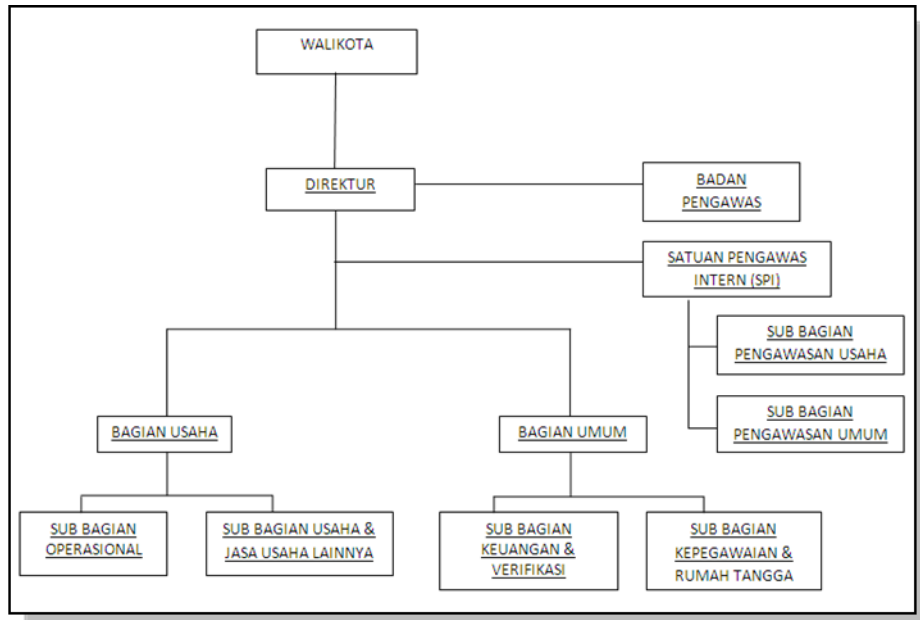 WALIKOTA
DIREKTUR
BADAN
PENGAWAS
SATUAN PENGAWAS
INTERN (SPI)
SUB BAGIAN
PENGAWASAN USAHA
SUB BAGIAN
PENGAWASAN UMUM
BAGIAN USAHA
BAGIAN UMUM
SUB BAGIAN
OPERASIONAL
SUB BAGIAN USAHA &
JASA USAHA LAINNYA
SUB BAGIAN
KEUANGAN &
VERIFIKASI
SUB BAGIAN
KEPEGAWAIAN &
RUMAH TANGGA